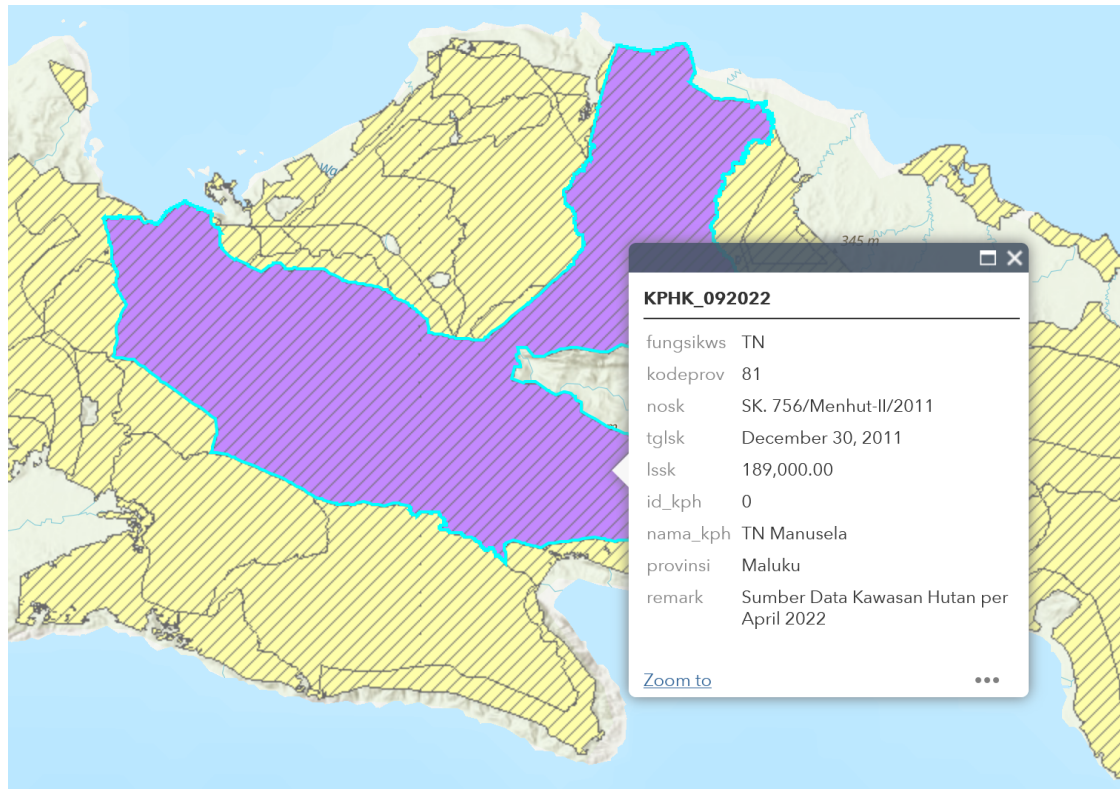 Wa
345 m
m
KPHK_092022
fungsikws TN
kodeprov 81
nosk SK. 756/Menhut-II/2011
tglsk December 30, 2011
lssk 189,000.00
id_kph 0
nama_kph TN Manusela
provinsi Maluku
remark Sumber Data Kawasan Hutan per
April 2022
Zoom to